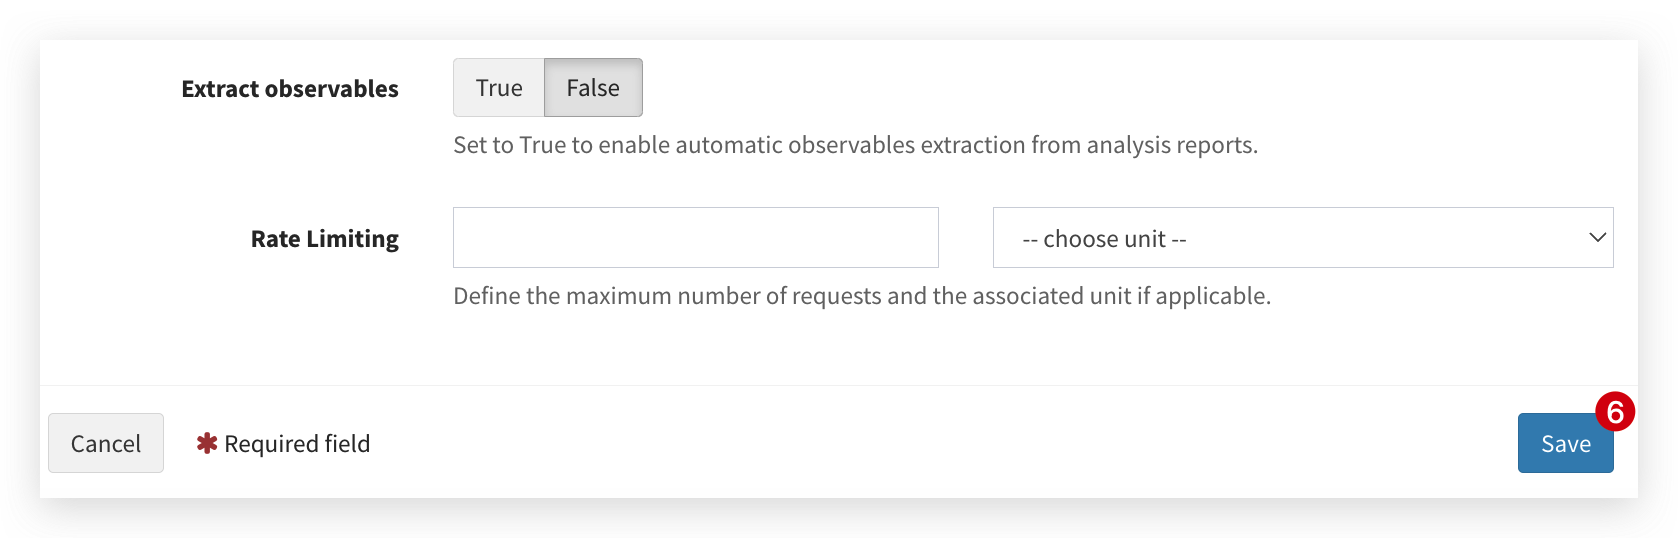 Extract observables True False
Set to True to enable automatic observables extraction from analysis reports.
Rate Limiting -- choose unit --
Define the maximum number of requests and the associated unit if applicable.
6
Cancel ✱ Required field Save